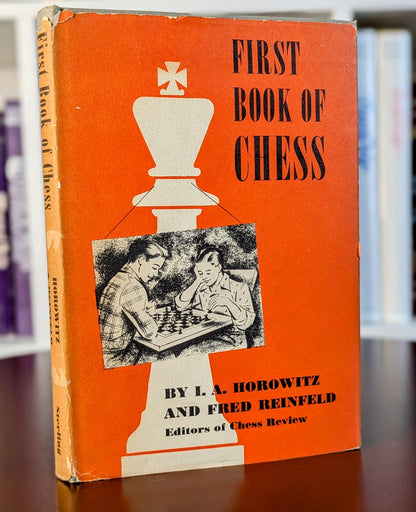 FIRST
BOOK OF
CHESS
BY I. A. HOROWITZ
AND FRED REINFELD
Editors of Chess Review
First Book of Chess
HOROWITZ
Sterling